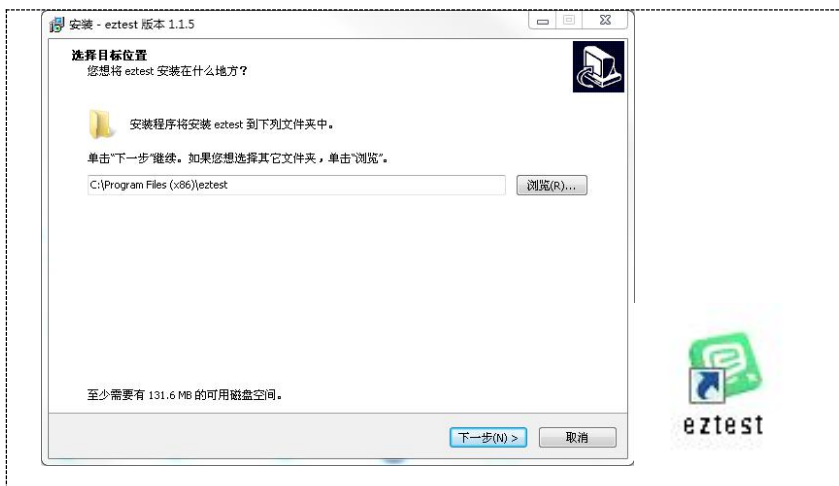 安装 - eztest 版本 1.1.5
选择目标位置
您想将 eztest 安装在什么地方?
安装程序将安装 eztest 到下列文件夹中。
单击"下一步"继续。如果您想选择其它文件夹，单击"浏览"。
C:\Program Files (x86)\eztest
浏览(R)...
至少需要有 131.6 MB 的可用磁盘空间。
下一步(N) >
取消
eztest